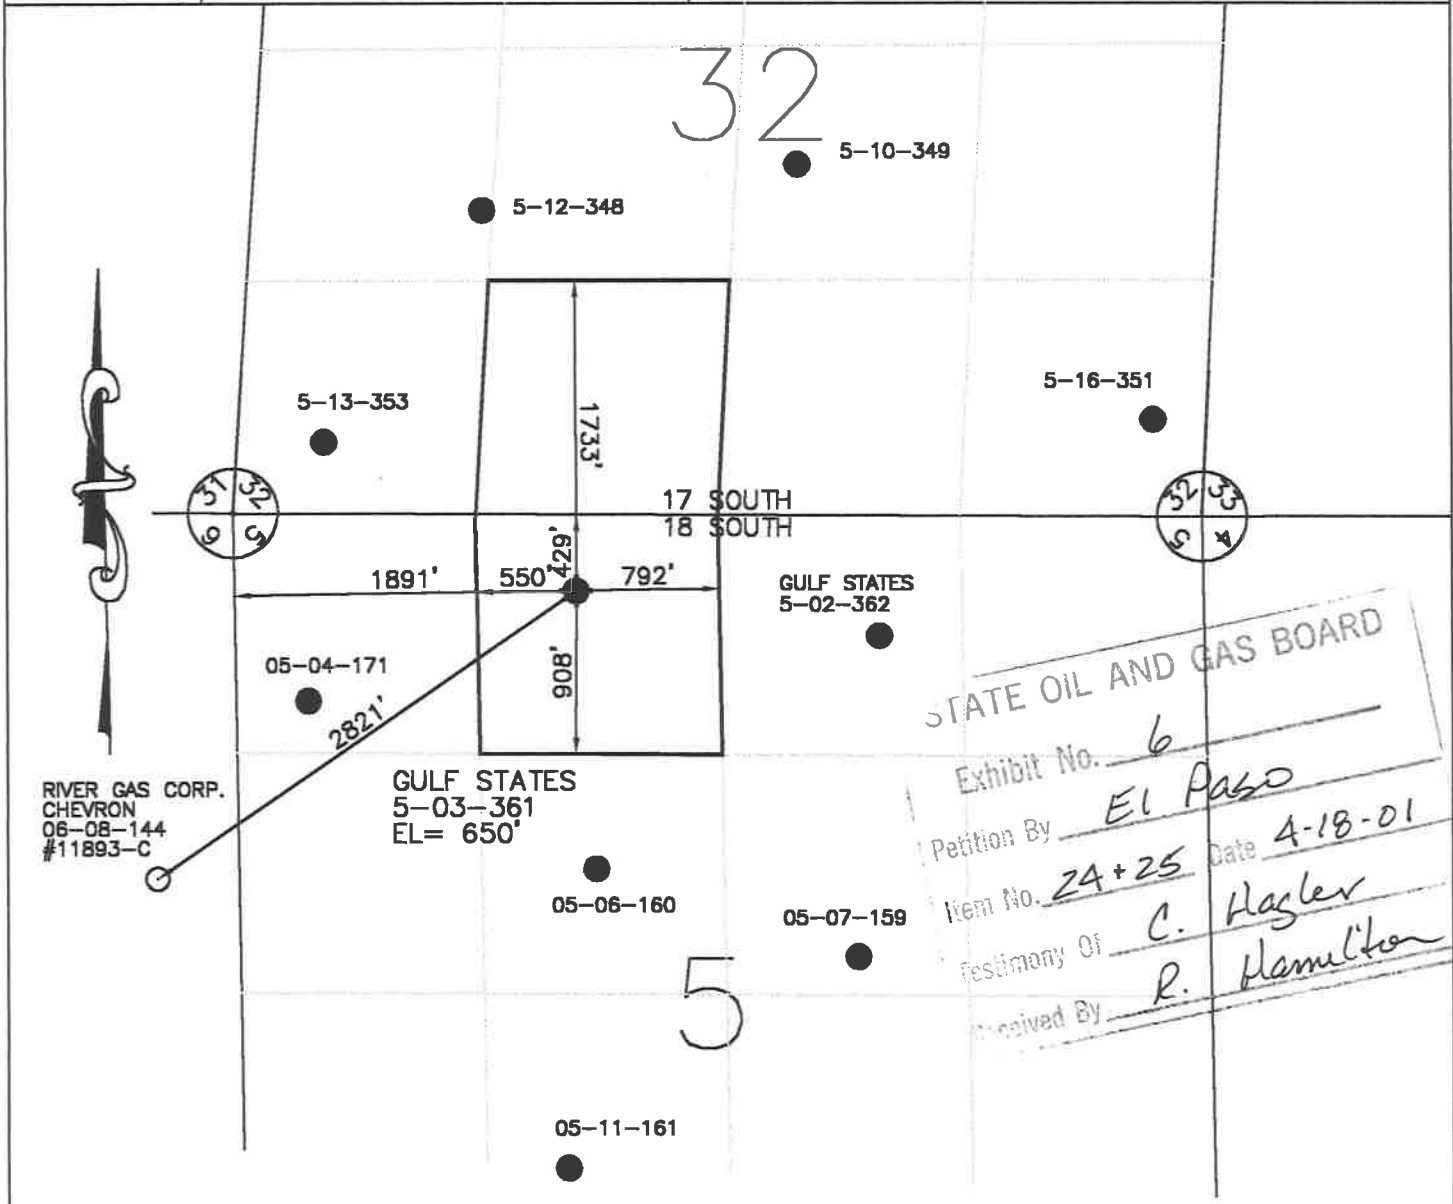 32
5-10-349
5-12-348
5-13-353
5-16-351
1733'
31 32
6 5
32 33
5 4
17 SOUTH
18 SOUTH
429'
1891'
550'
792'
GULF STATES
5-02-362
05-04-171
908'
2821'
RIVER GAS CORP.
CHEVRON
06-08-144
#11893-C
GULF STATES
5-03-361
EL= 650'
05-06-160
05-07-159
5
05-11-161
STATE OIL AND GAS BOARD
Exhibit No. 6
Petition By El Paso
Item No. 24+25 Date 4-18-01
Testimony Of C. Hagler
Received By R. Hamilton